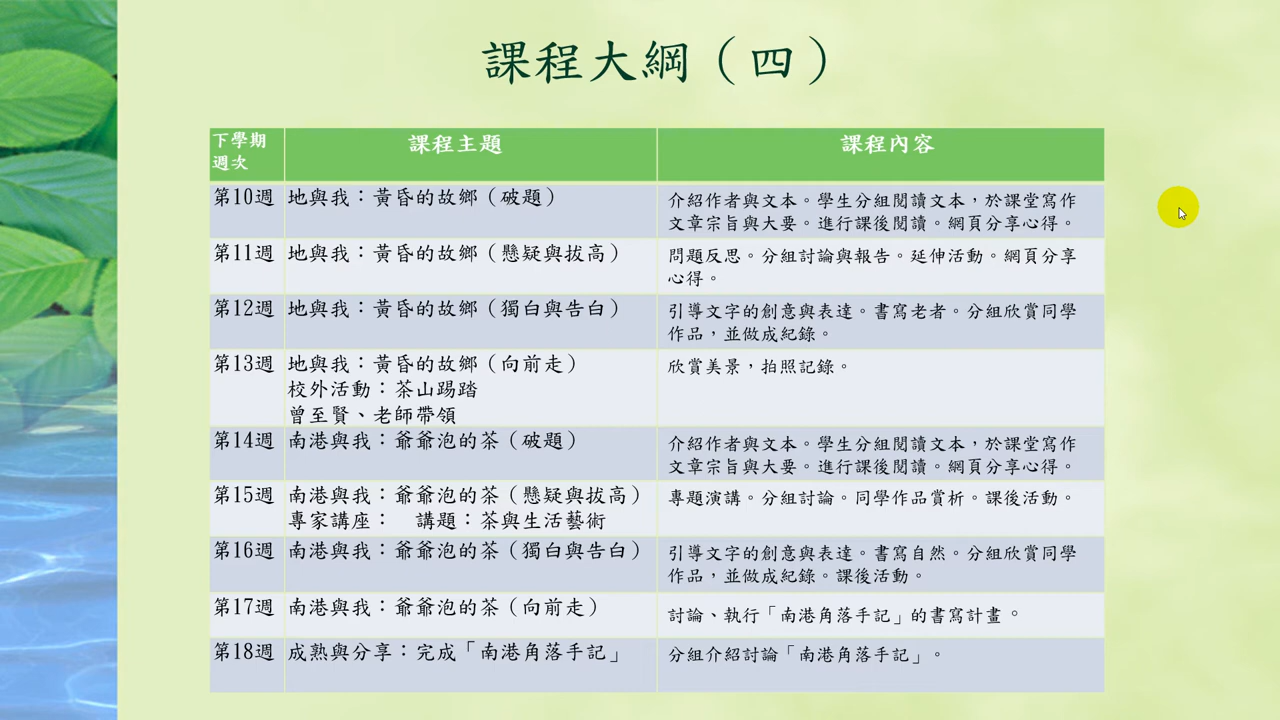 課程大綱（四）
下學期
週次
課程主題
課程內容
第10週
地與我：黃昏的故鄉（破題）
介紹作者與文本。學生分組閱讀文本，於課堂寫作
文章宗旨與大要。進行課後閱讀。網頁分享心得。
第11週
地與我：黃昏的故鄉（懸疑與拔高）
問題反思。分組討論與報告。延伸活動。網頁分享
心得。
第12週
地與我：黃昏的故鄉（獨白與告白）
引導文字的創意與表達。書寫老者。分組欣賞同學
作品，並做成紀錄。
第13週
地與我：黃昏的故鄉（向前走）
校外活動：茶山踢踏
曾至賢、老師帶領
欣賞美景，拍照記錄。
第14週
南港與我：爺爺泡的茶（破題）
介紹作者與文本。學生分組閱讀文本，於課堂寫作
文章宗旨與大要。進行課後閱讀。網頁分享心得。
第15週
南港與我：爺爺泡的茶（懸疑與拔高）
專家講座：　講題：茶與生活藝術
專題演講。分組討論。同學作品賞析。課後活動。
第16週
南港與我：爺爺泡的茶（獨白與告白）
引導文字的創意與表達。書寫自然。分組欣賞同學
作品，並做成紀錄。課後活動。
第17週
南港與我：爺爺泡的茶（向前走）
討論、執行「南港角落手記」的書寫計畫。
第18週
成熟與分享：完成「南港角落手記」
分組介紹討論「南港角落手記」。